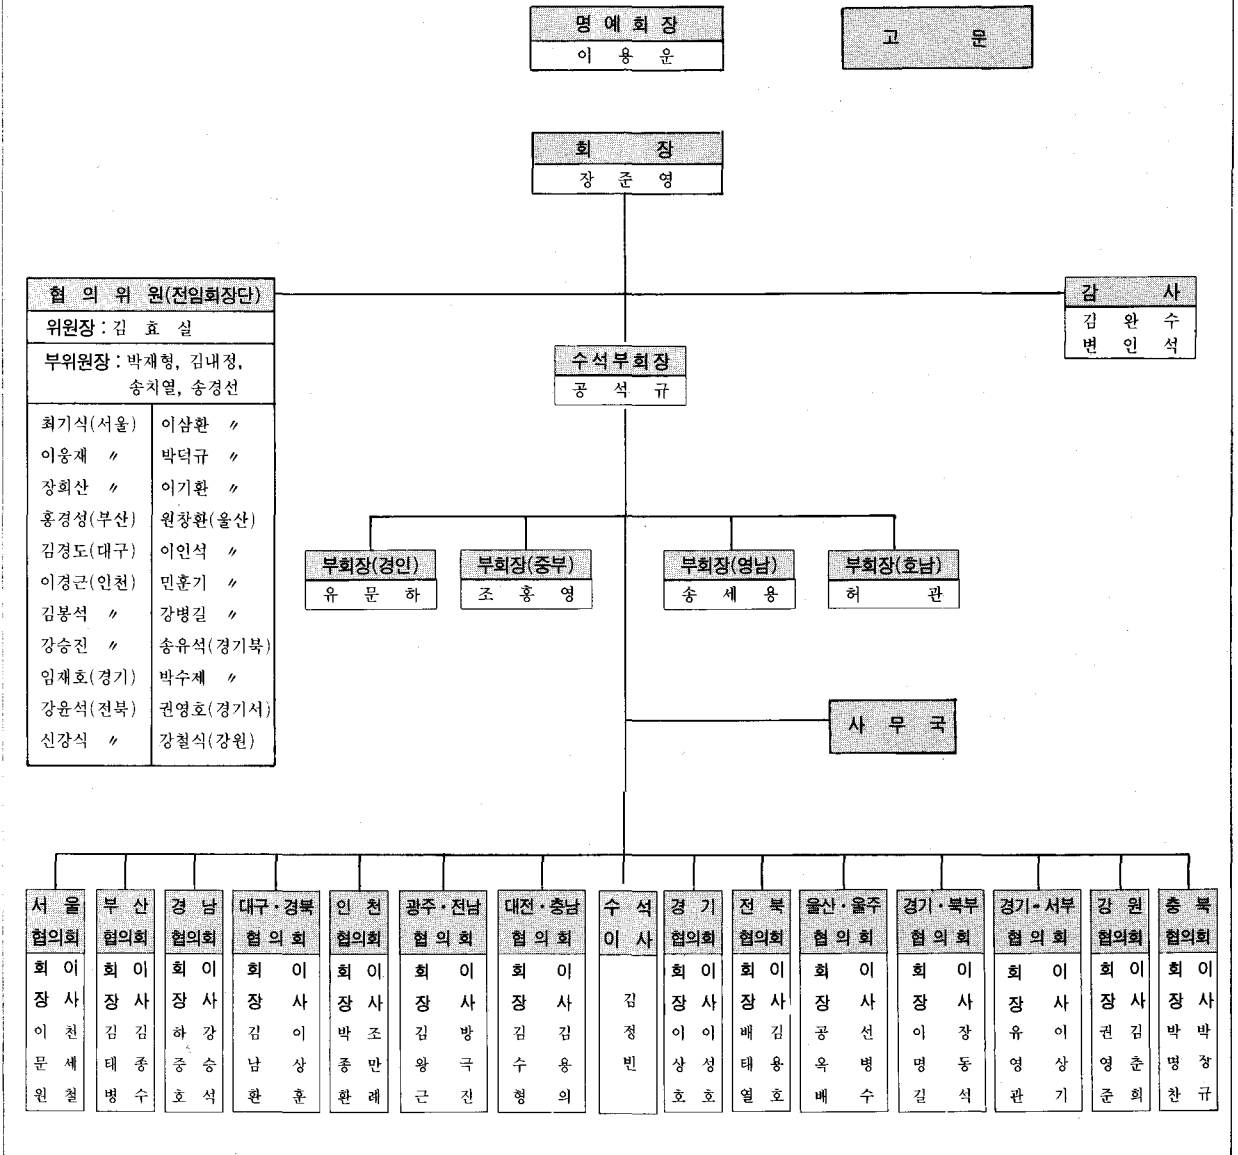 명 예 회 장
이 용 운
고 문
회 장
장 준 영
협 의 위 원(전임회장단)
위원장 : 김 효 실
부위원장 : 박재형, 김내정,
송치열, 송경선
최기식(서울) 이삼환 〃
이웅재 〃 박덕규 〃
장희산 〃 이기환 〃
홍경성(부산) 원창환(울산)
김경도(대구) 이인석 〃
이경근(인천) 민훈기 〃
김봉석 〃 강병길 〃
강승진 〃 송유석(경기북)
임재호(경기) 박수제 〃
강윤석(전북) 권영호(경기서)
신강식 〃 강철식(강원)
감 사
김 완 수
변 인 석
수석부회장
공 석 규
부회장(경인)
유 문 하
부회장(중부)
조 홍 영
부회장(영남)
송 세 용
부회장(호남)
허 관
사 무 국
서 울
협의회
회장 이문원
이사 천세철
부 산
협의회
회장 김태병
이사 김종수
경 남
협의회
회장 하중호
이사 강승석
대구·경북
협 의 회
회장 김남환
이사 이상훈
인 천
협의회
회장 박종환
이사 조만례
광주·전남
협 의 회
회장 김왕근
이사 방극진
대전·충남
협 의 회
회장 김수형
이사 김용의
수 석
이 사
김정빈
경 기
협의회
회장 이상호
이사 이성호
전 북
협의회
회장 배태열
이사 김용호
울산·울주
협 의 회
회장 공옥배
이사 선병수
경기·북부
협 의 회
회장 이명길
이사 장동석
경기·서부
협 의 회
회장 유영관
이사 이상기
강 원
협의회
회장 권영준
이사 김춘희
충 북
협의회
회장 박명찬
이사 박장규